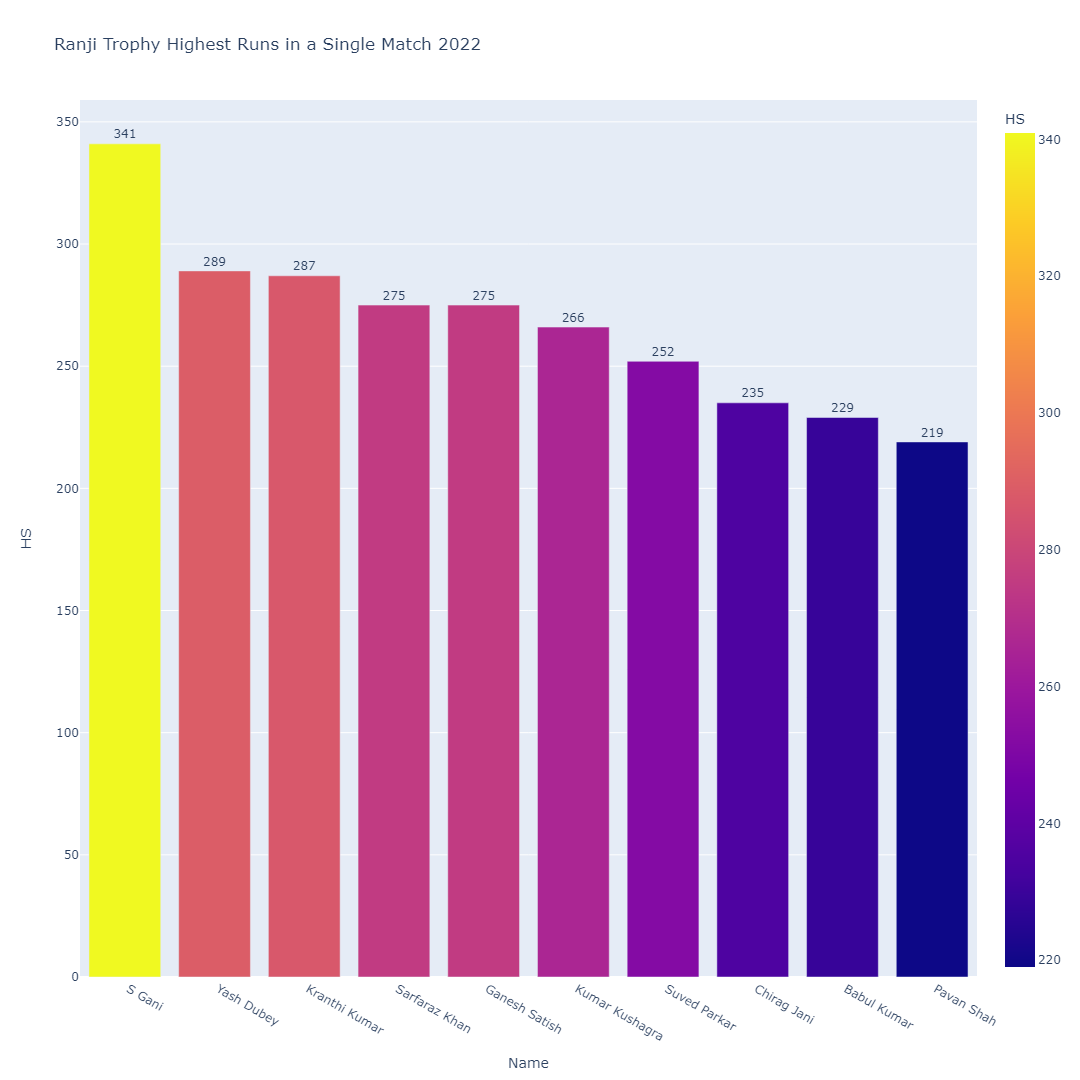 Ranji Trophy Highest Runs in a Single Match 2022
HS
350
300
250
200
150
100
50
0
HS
341
289
287
275
275
266
252
235
229
219
S Gani
Yash Dubey
Kranthi Kumar
Sarfaraz Khan
Ganesh Satish
Kumar Kushagra
Suved Parkar
Chirag Jani
Babul Kumar
Pavan Shah
Name
340
320
300
280
260
240
220